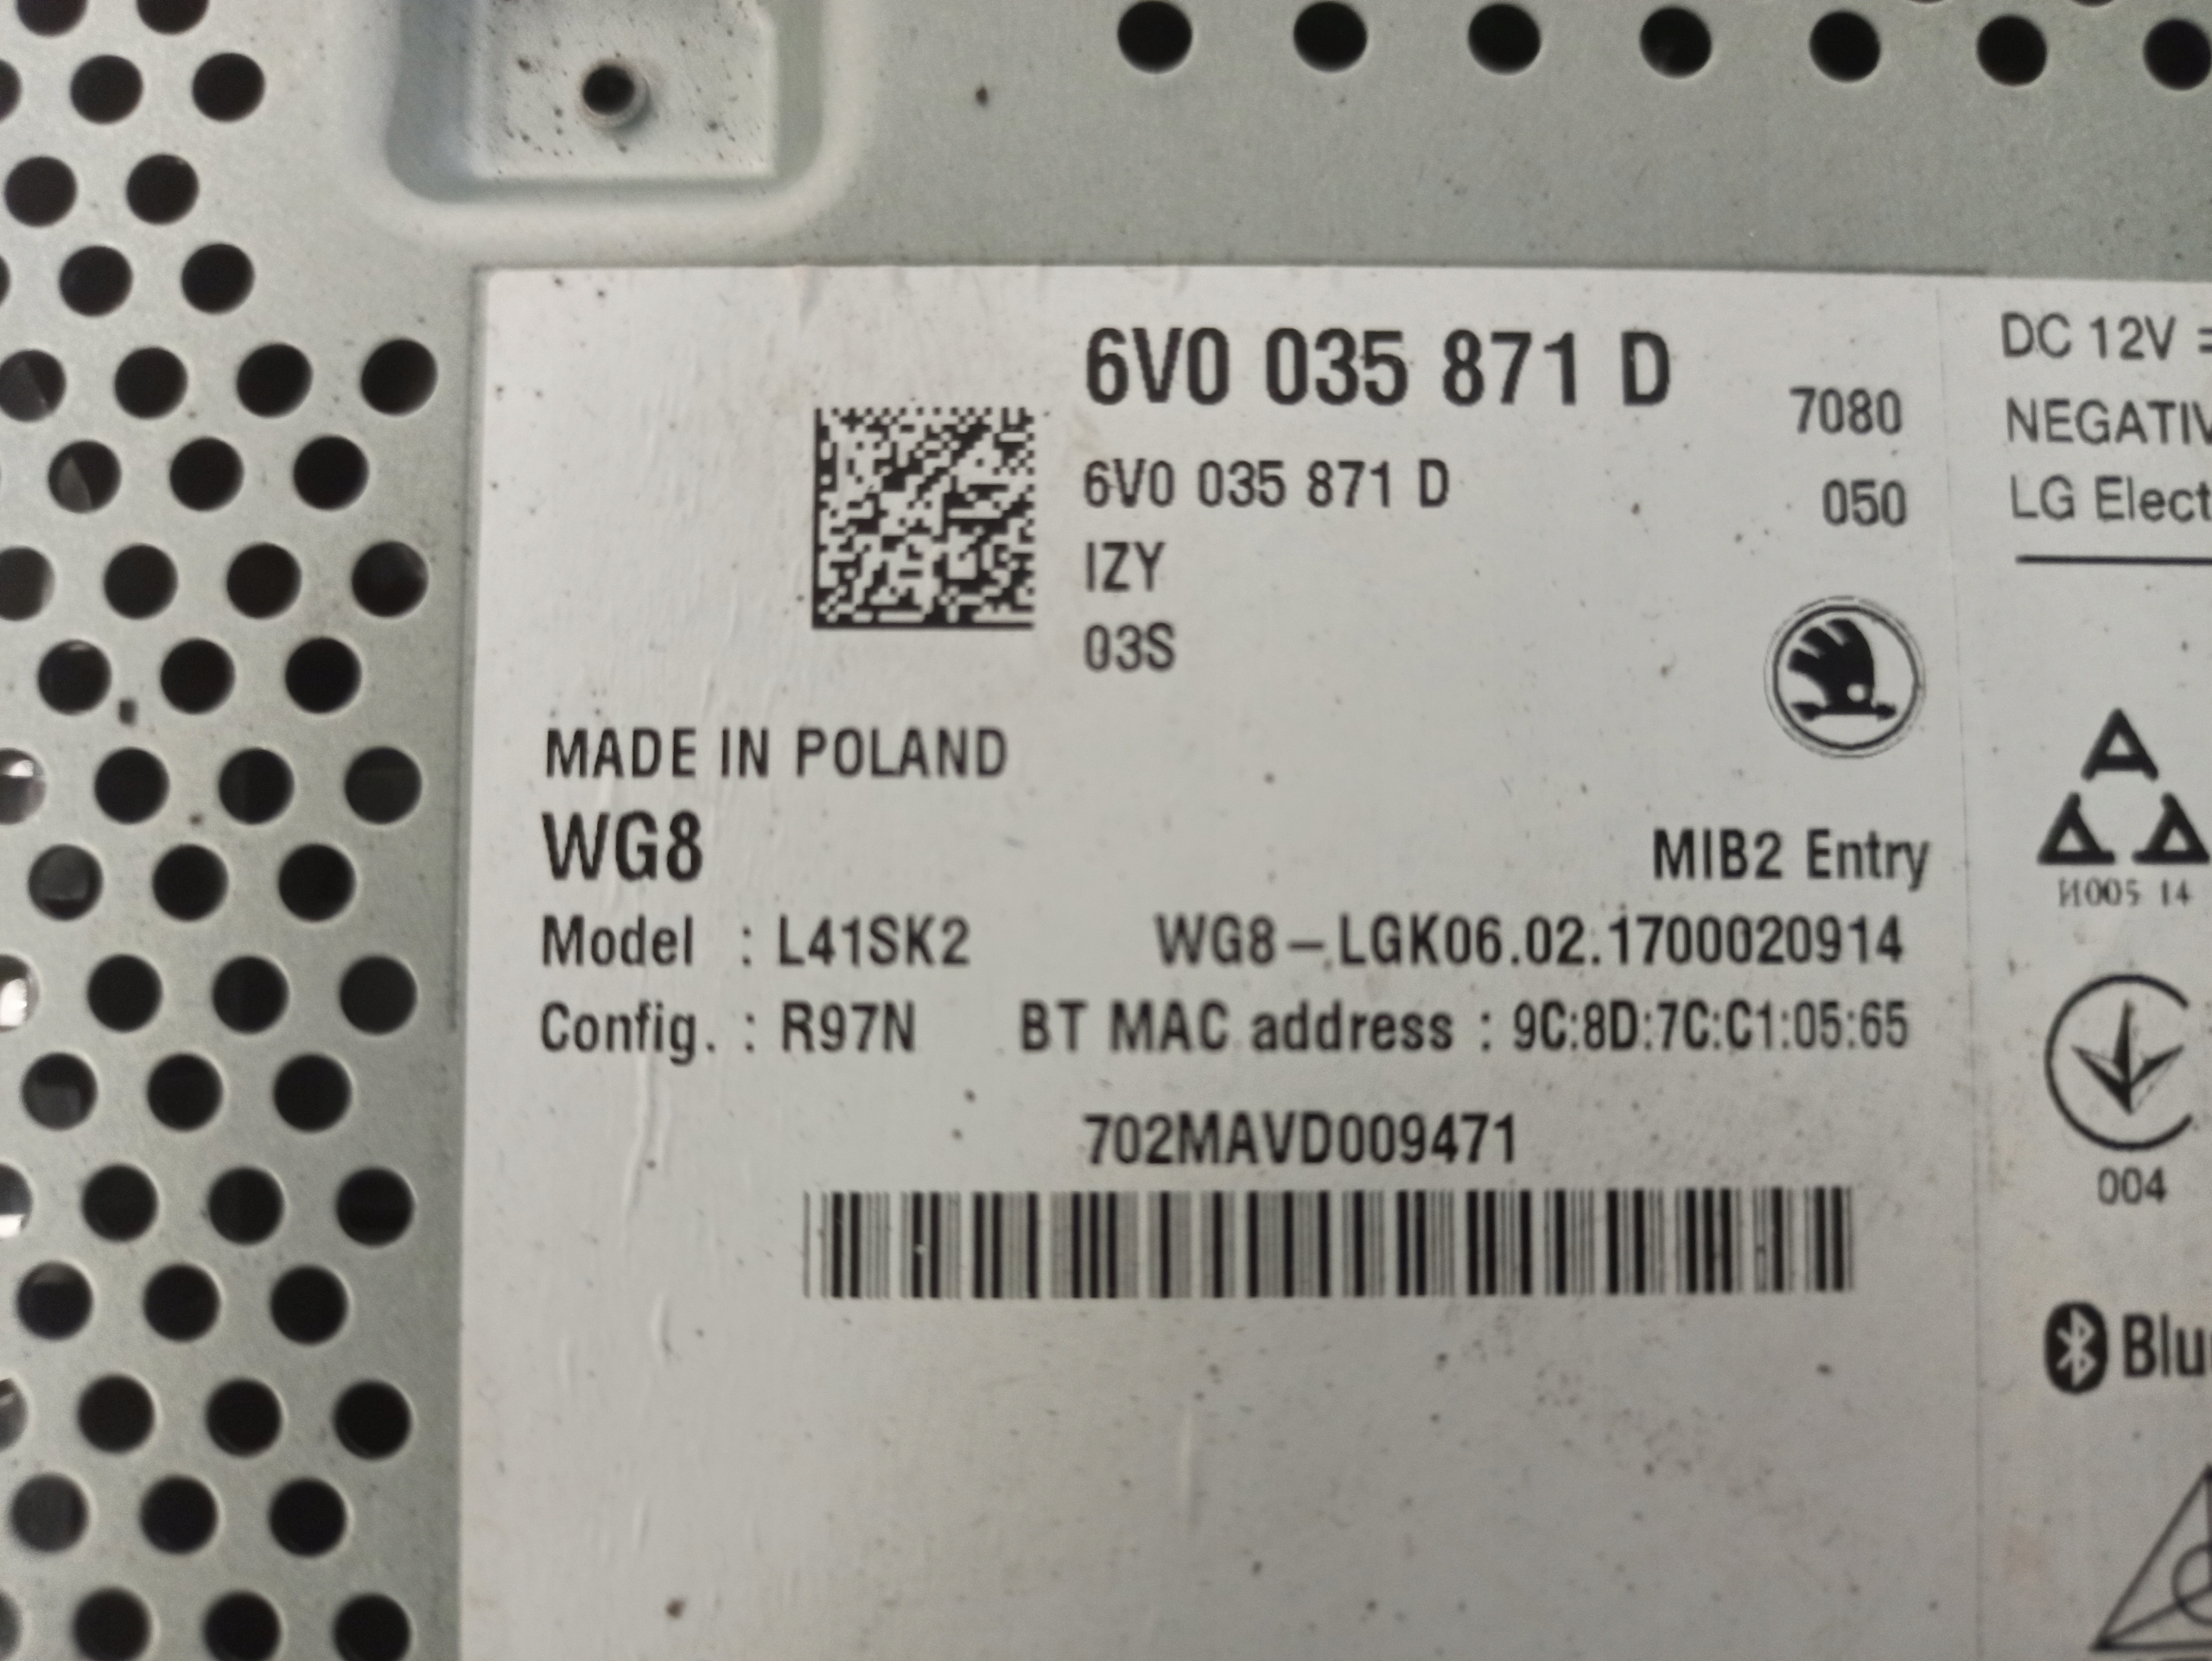 6V0 035 871 D
7080
6V0 035 871 D
050
IZY
03S
MADE IN POLAND
WG8
MIB2 Entry
Model : L41SK2 WG8-LGK06.02.1700020914
Config. : R97N BT MAC address : 9C:8D:7C:C1:05:65
702MAVD009471
DC 12V
NEGATIV
LG Elect
И005 14
004
Blu